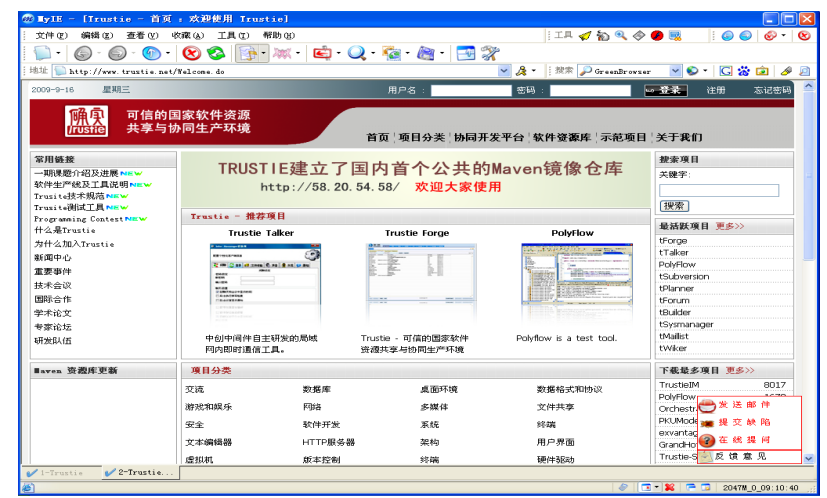 MyIE - [Trustie - 首页 : 欢迎使用 Trustie]
文件(F) 编辑(E) 查看(V) 收藏(A) 工具(T) 帮助(H)
工具
地址 http://www.trustie.net/Welcome.do
搜索 GreenBrowser
2009-9-16 星期三 用户名： 密码： 登录 注册 忘记密码
确实
Trustie
可信的国家软件资源
共享与协同生产环境
首页 项目分类 协同开发平台 软件资源库 示范项目 关于我们
常用链接
一期课题介绍及进展NEW
软件生产线及工具说明NEW
Trusite技术规范NEW
Trusite测试工具NEW
Programming ContestNEW
什么是Trustie
为什么加入Trustie
新闻中心
重要事件
技术会议
国际合作
学术论文
专家论坛
研发队伍
TRUSTIE建立了国内首个公共的Maven镜像仓库
http://58.20.54.58/ 欢迎大家使用
Trustie - 推荐项目
Trustie Talker
中创中间件自主研发的局域
网内即时通信工具。
Trustie Forge
Trustie - 可信的国家软件
资源共享与协同生产环境
PolyFlow
Polyflow is a test tool.
搜索项目
关键字:
搜索
最活跃项目 更多>>
tForge
tTalker
PolyFlow
tSubversion
tPlanner
tForum
tBuilder
tSysmanager
tMaillist
tWiker
Maven 资源库更新
项目分类
交流 数据库 桌面环境 数据格式和协议
游戏和娱乐 网络 多媒体 文件共享
安全 软件开发 系统 终端
文本编辑器 HTTP服务器 架构 用户界面
虚拟机 版本控制 终端 硬件驱动
下载最多项目 更多>>
TrustieIM 8017
PolyFlow
Orchestr
PKUMode
exvantag
GrandHo
Trustie-S
发送邮件
提交缺陷
在线提问
反馈意见
1-Trustie 2-Trustie...
2047M_0_09:10:40